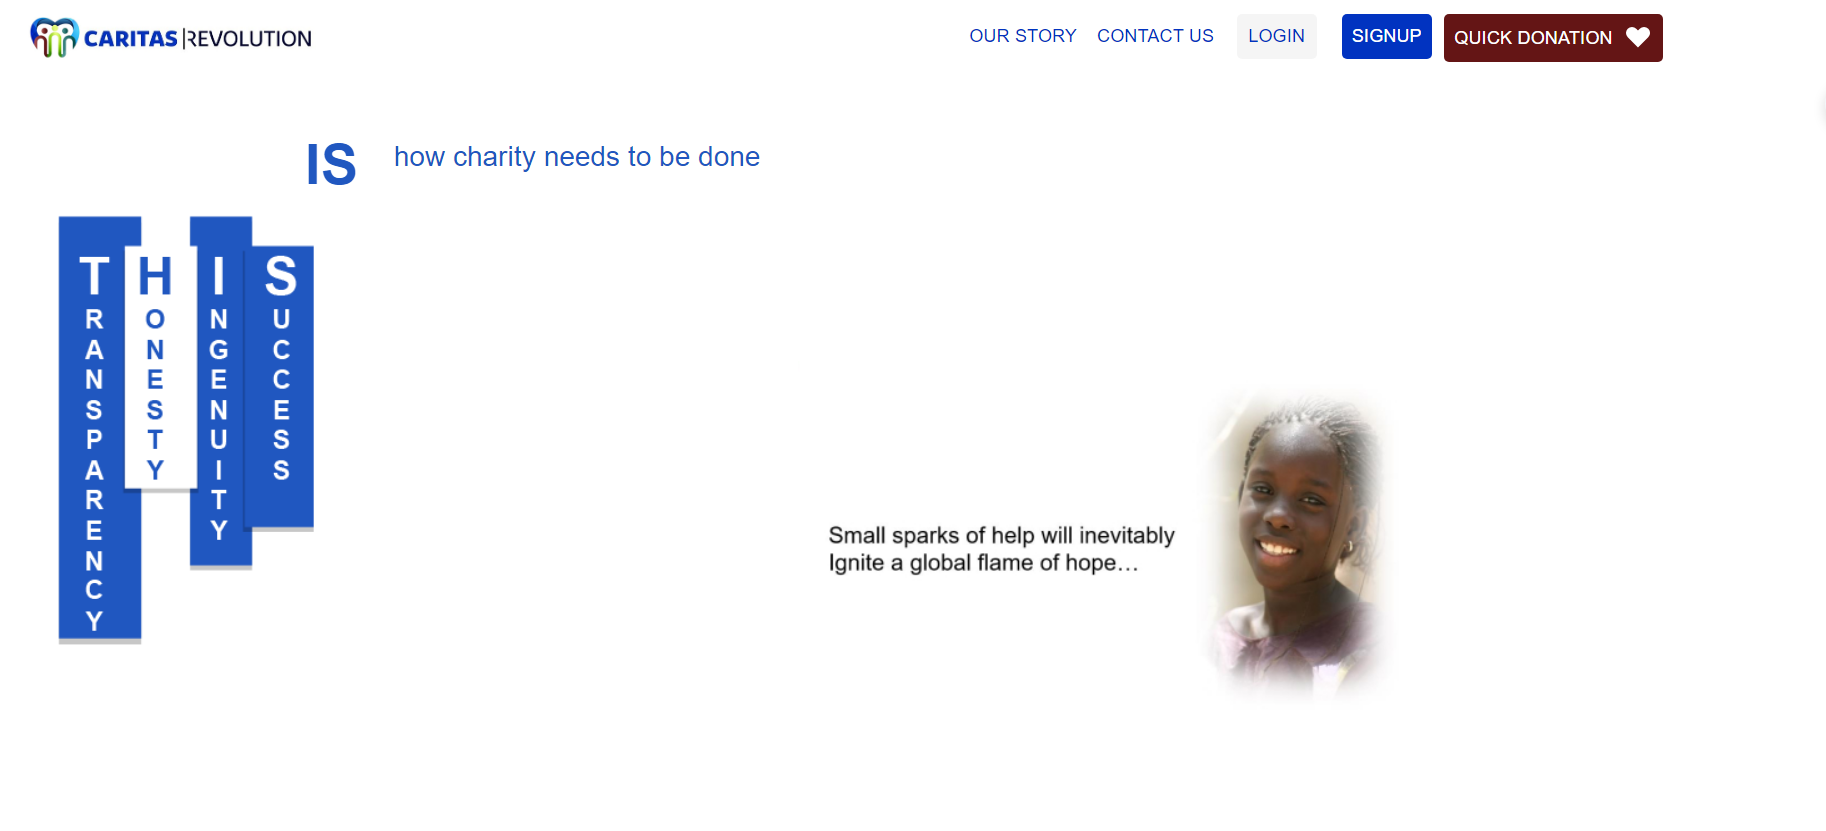 CARITAS REVOLUTION
OUR STORY
CONTACT US
LOGIN
SIGNUP
QUICK DONATION
IS
how charity needs to be done
TRANSPARENCY
HONESTY
INGENUITY
SUCCESS
Small sparks of help will inevitably
Ignite a global flame of hope…